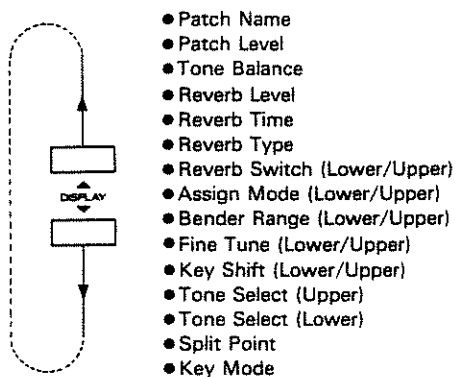 ● Patch Name
● Patch Level
● Tone Balance
● Reverb Level
● Reverb Time
● Reverb Type
● Reverb Switch (Lower/Upper)
● Assign Mode (Lower/Upper)
● Bender Range (Lower/Upper)
● Fine Tune (Lower/Upper)
● Key Shift (Lower/Upper)
● Tone Select (Upper)
● Tone Select (Lower)
● Split Point
● Key Mode
DISPLAY